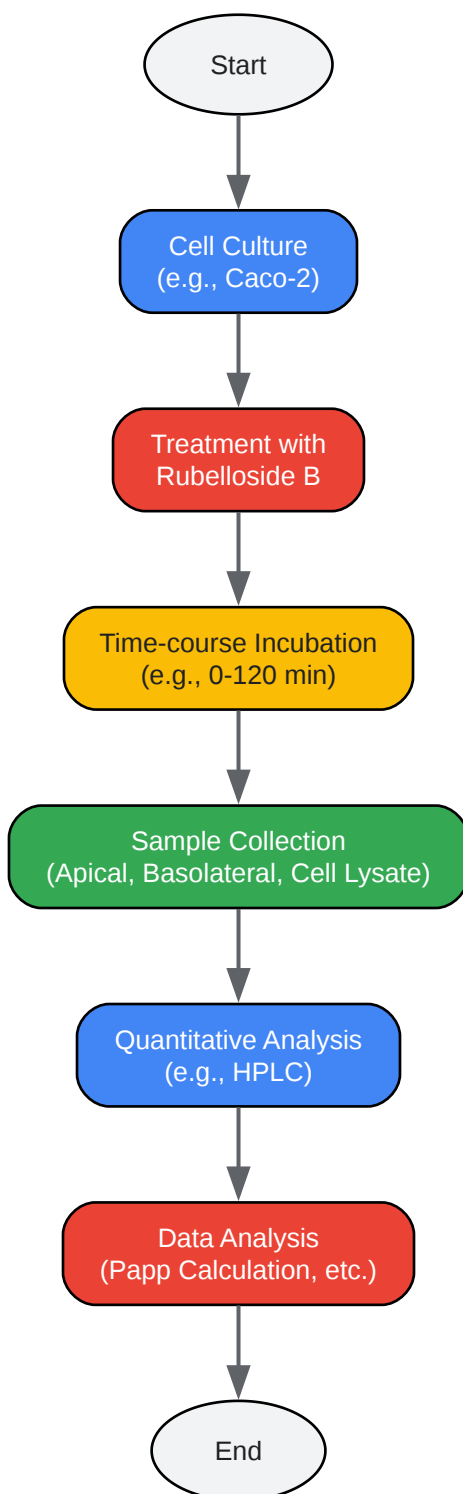 Start
Cell Culture
(e.g., Caco-2)
Treatment with
Rubelloside B
Time-course Incubation
(e.g., 0-120 min)
Sample Collection
(Apical, Basolateral, Cell Lysate)
Quantitative Analysis
(e.g., HPLC)
Data Analysis
(Papp Calculation, etc.)
End